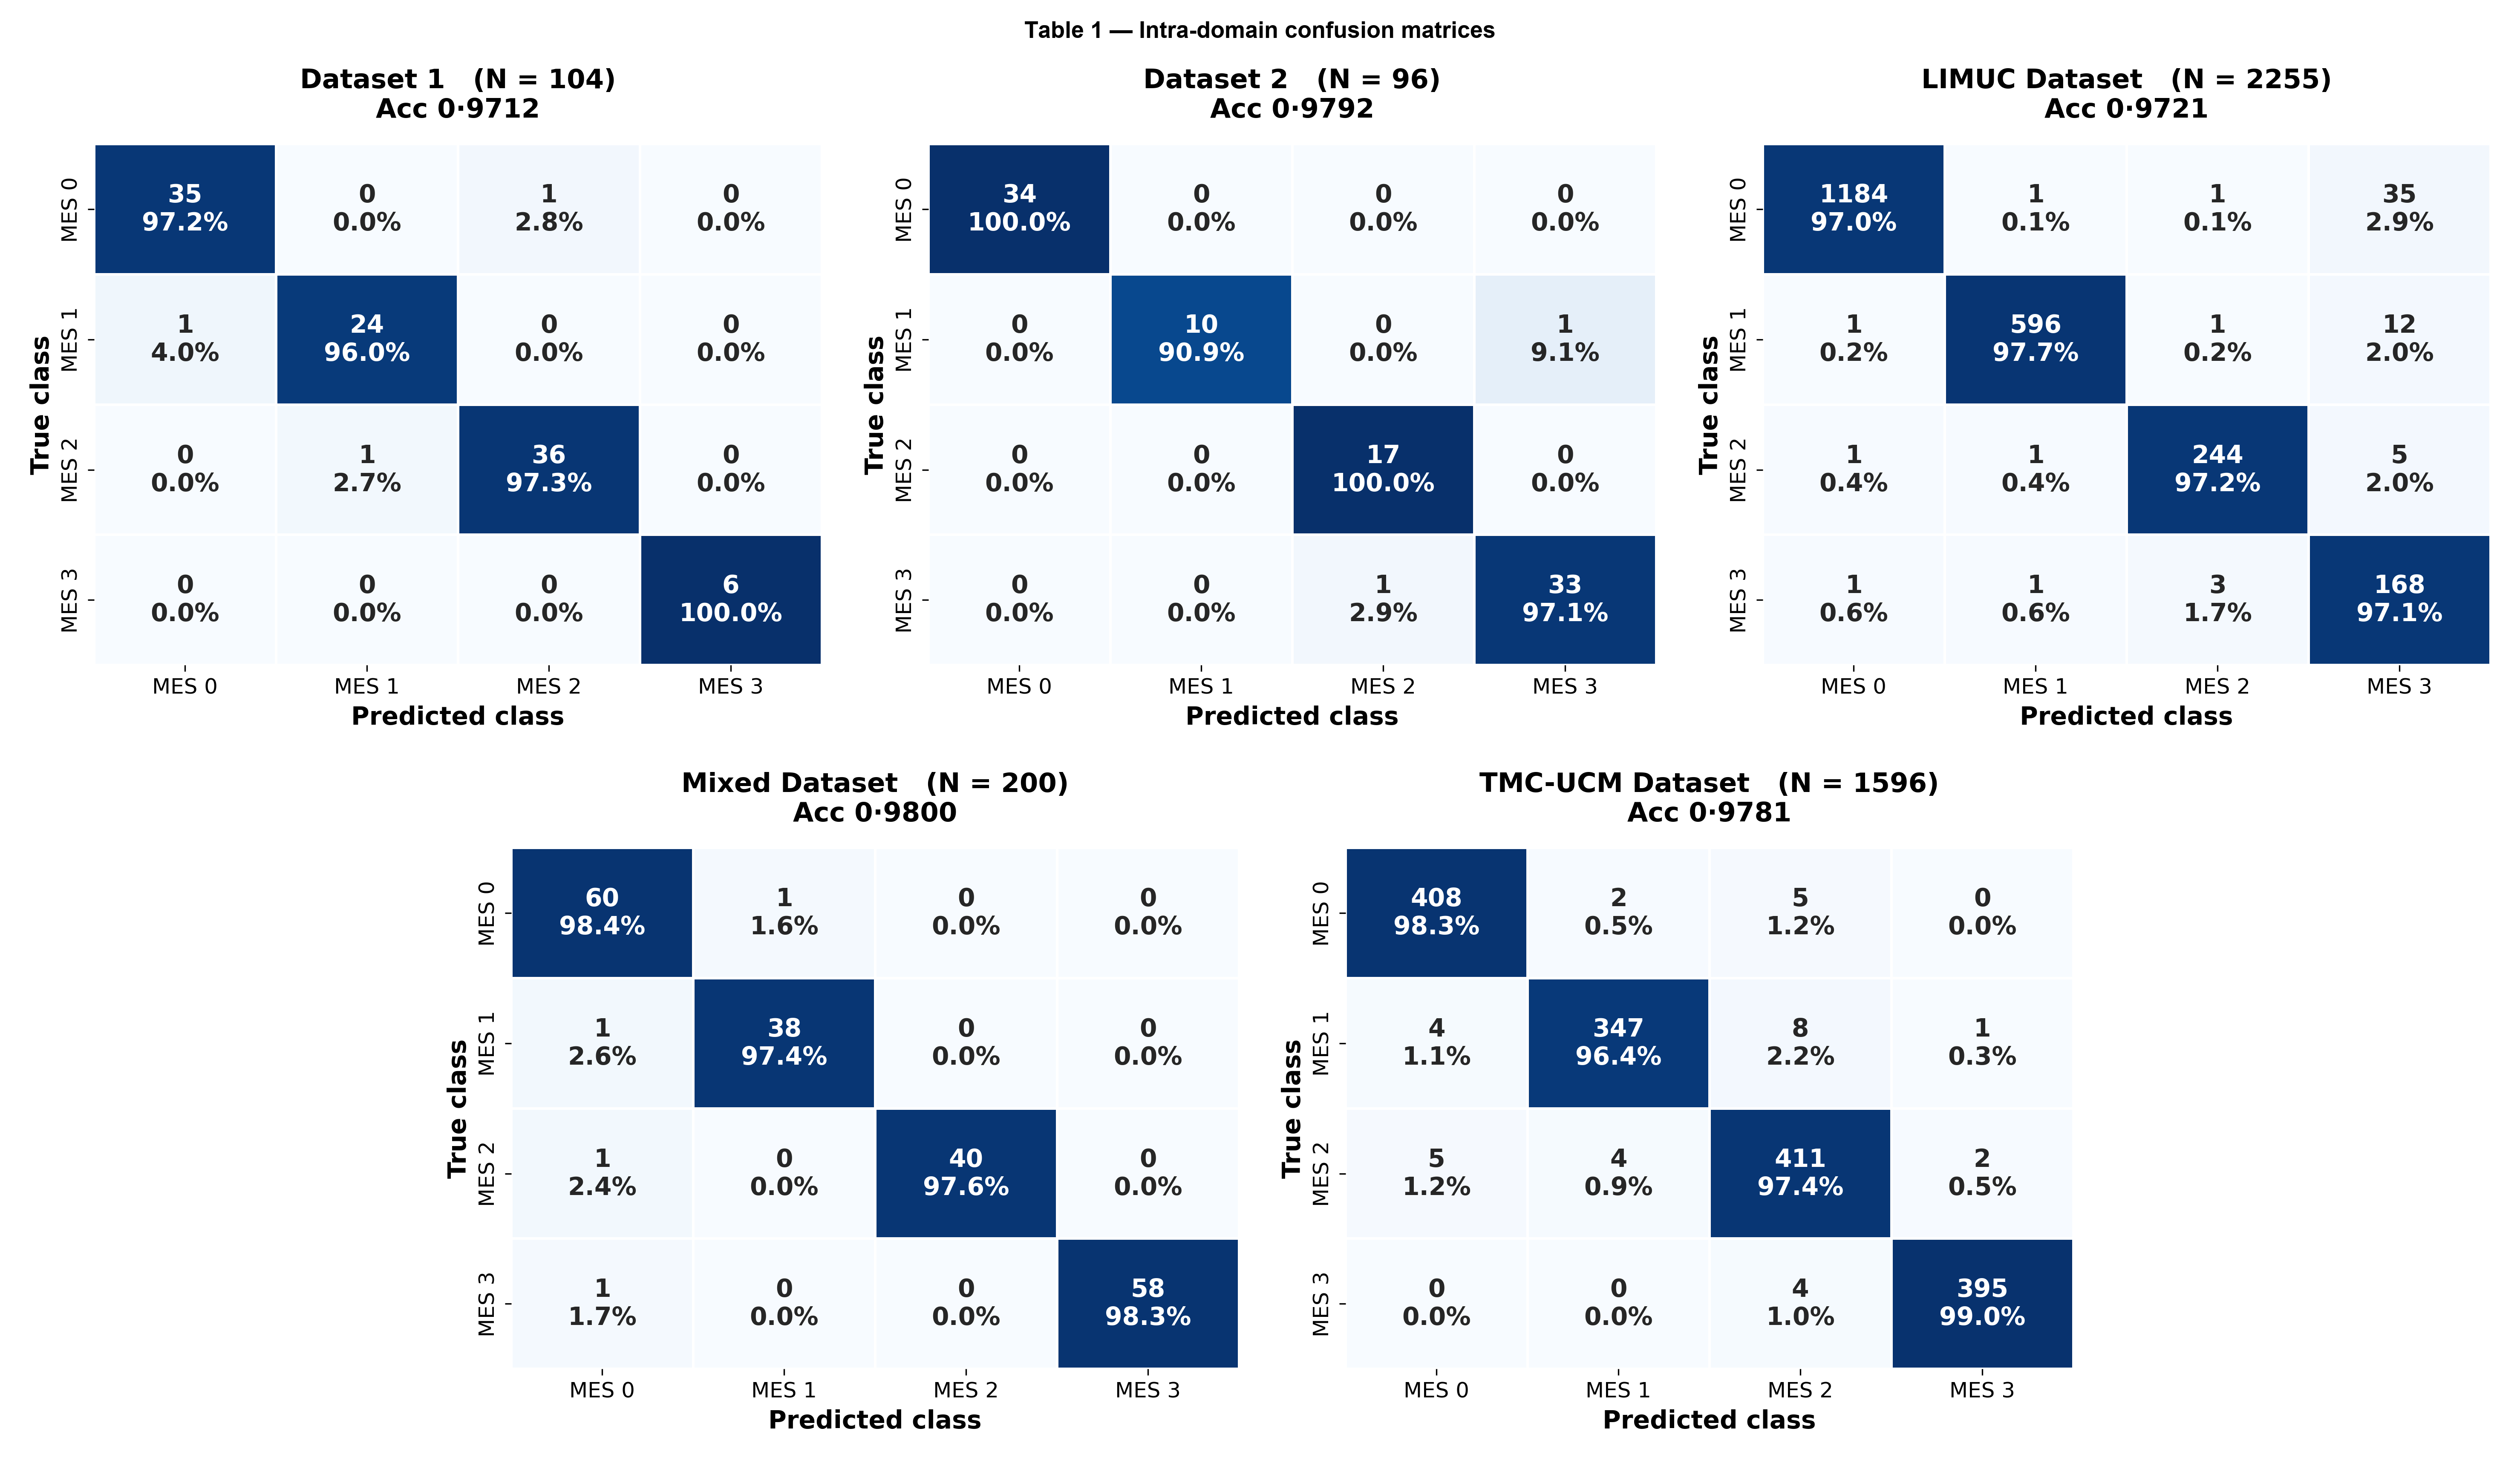 Table 1 — Intra-domain confusion matrices
Dataset 1 (N = 104)
Acc 0·9712
True class
MES 0
35 0 1 0
97.2% 0.0% 2.8% 0.0%
MES 1
1 24 0 0
4.0% 96.0% 0.0% 0.0%
MES 2
0 1 36 0
0.0% 2.7% 97.3% 0.0%
MES 3
0 0 0 6
0.0% 0.0% 0.0% 100.0%
MES 0 MES 1 MES 2 MES 3
Predicted class
Dataset 2 (N = 96)
Acc 0·9792
True class
MES 0
34 0 0 0
100.0% 0.0% 0.0% 0.0%
MES 1
0 10 0 1
0.0% 90.9% 0.0% 9.1%
MES 2
0 0 17 0
0.0% 0.0% 100.0% 0.0%
MES 3
0 0 1 33
0.0% 0.0% 2.9% 97.1%
MES 0 MES 1 MES 2 MES 3
Predicted class
LIMUC Dataset (N = 2255)
Acc 0·9721
True class
MES 0
1184 1 1 35
97.0% 0.1% 0.1% 2.9%
MES 1
1 596 1 12
0.2% 97.7% 0.2% 2.0%
MES 2
1 1 244 5
0.4% 0.4% 97.2% 2.0%
MES 3
1 1 3 168
0.6% 0.6% 1.7% 97.1%
MES 0 MES 1 MES 2 MES 3
Predicted class
Mixed Dataset (N = 200)
Acc 0·9800
True class
MES 0
60 1 0 0
98.4% 1.6% 0.0% 0.0%
MES 1
1 38 0 0
2.6% 97.4% 0.0% 0.0%
MES 2
1 0 40 0
2.4% 0.0% 97.6% 0.0%
MES 3
1 0 0 58
1.7% 0.0% 0.0% 98.3%
MES 0 MES 1 MES 2 MES 3
Predicted class
TMC-UCM Dataset (N = 1596)
Acc 0·9781
True class
MES 0
408 2 5 0
98.3% 0.5% 1.2% 0.0%
MES 1
4 347 8 1
1.1% 96.4% 2.2% 0.3%
MES 2
5 4 411 2
1.2% 0.9% 97.4% 0.5%
MES 3
0 0 4 395
0.0% 0.0% 1.0% 99.0%
MES 0 MES 1 MES 2 MES 3
Predicted class